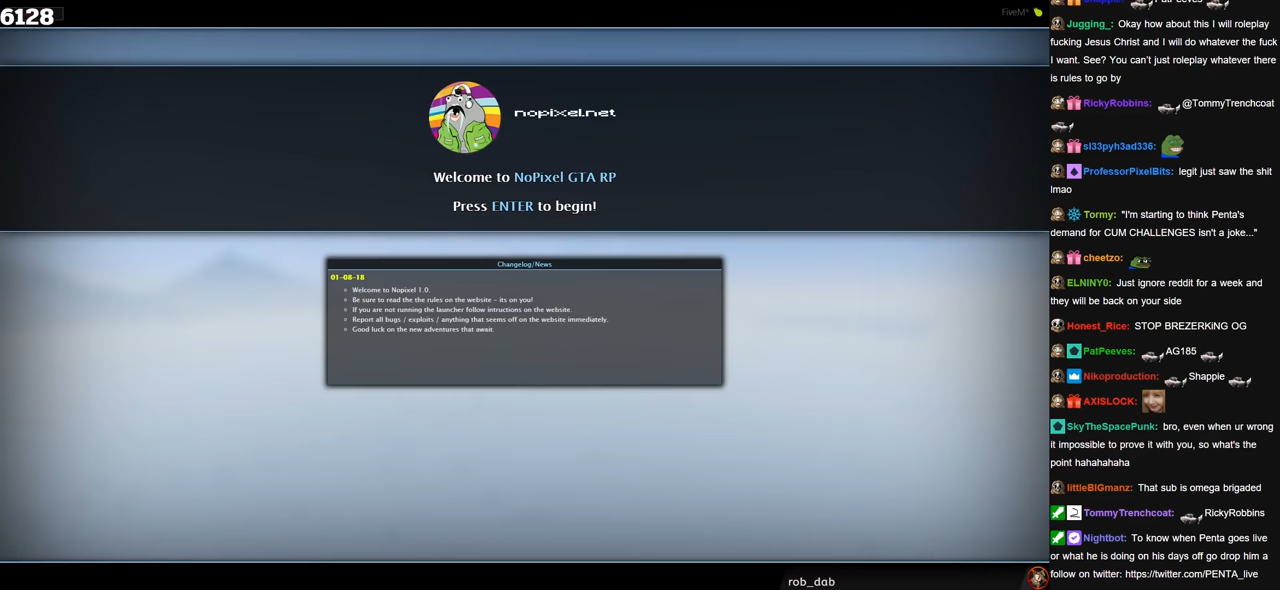 6128
FiveM*
nopixel.net
Welcome to NoPixel GTA RP
Press ENTER to begin!
Changelog/News
01-08-18
Welcome to Nopixel 1.0.
Be sure to read the the rules on the website - its on you!
If you are not running the launcher follow intructions on the website.
Report all bugs / exploits / anything that seems off on the website immediately.
Good luck on the new adventures that await.
rob_dab
Jugging_: Okay how about this I will roleplay
fucking Jesus Christ and I will do whatever the fuck
I want. See? You can't just roleplay whatever there
is rules to go by
RickyRobbins: @TommyTrenchcoat
sl33pyh3ad336:
ProfessorPixelBits: legit just saw the shit
lmao
Tormy: "I'm starting to think Penta's
demand for CUM CHALLENGES isn't a joke..."
cheetzo:
ELNINY0: Just ignore reddit for a week and
they will be back on your side
Honest_Rice: STOP BREZERKiNG OG
PatPeeves: AG185
Nikoproduction: Shappie
AXISLOCK:
SkyTheSpacePunk: bro, even when ur wrong
it impossible to prove it with you, so what's the
point hahahahaha
littleBIGmanz: That sub is omega brigaded
TommyTrenchcoat: RickyRobbins
Nightbot: To know when Penta goes live
or what he is doing on his days off go drop him a
follow on twitter: https://twitter.com/PENTA_live